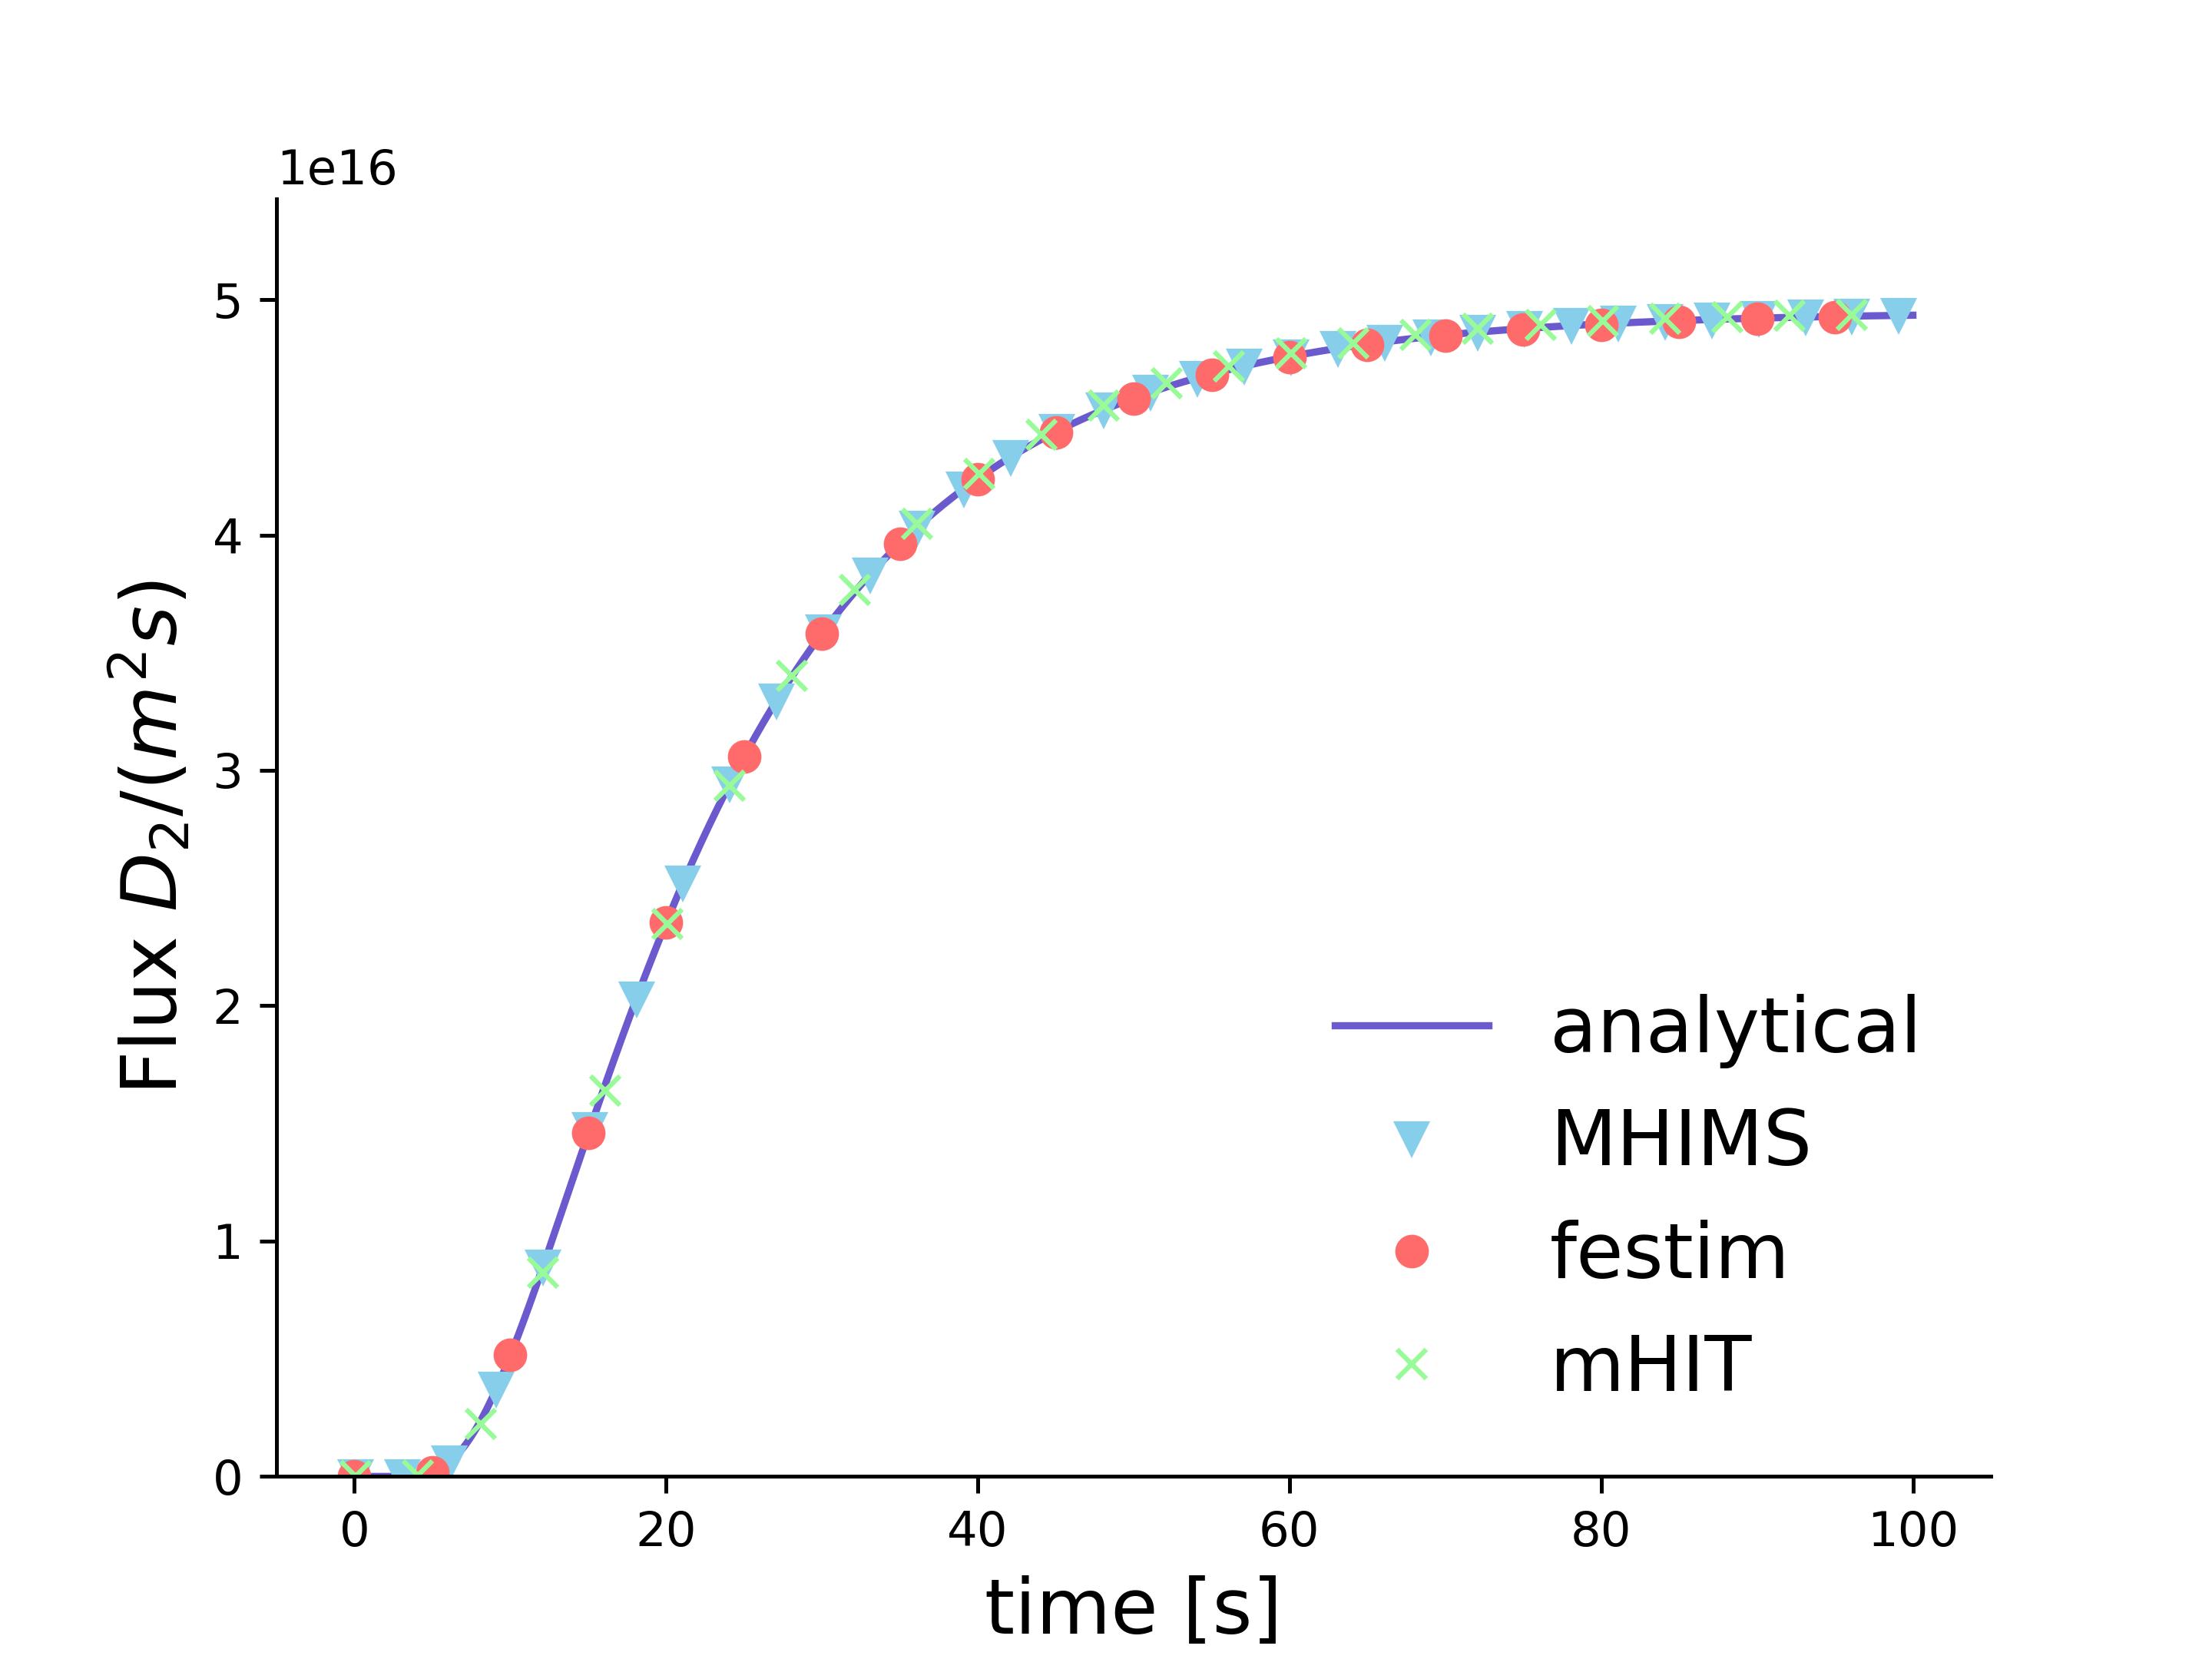 1e16
5
4
3
2
1
0
Flux D₂/(m²s)
0 20 40 60 80 100
time [s]
analytical
MHIMS
festim
mHIT